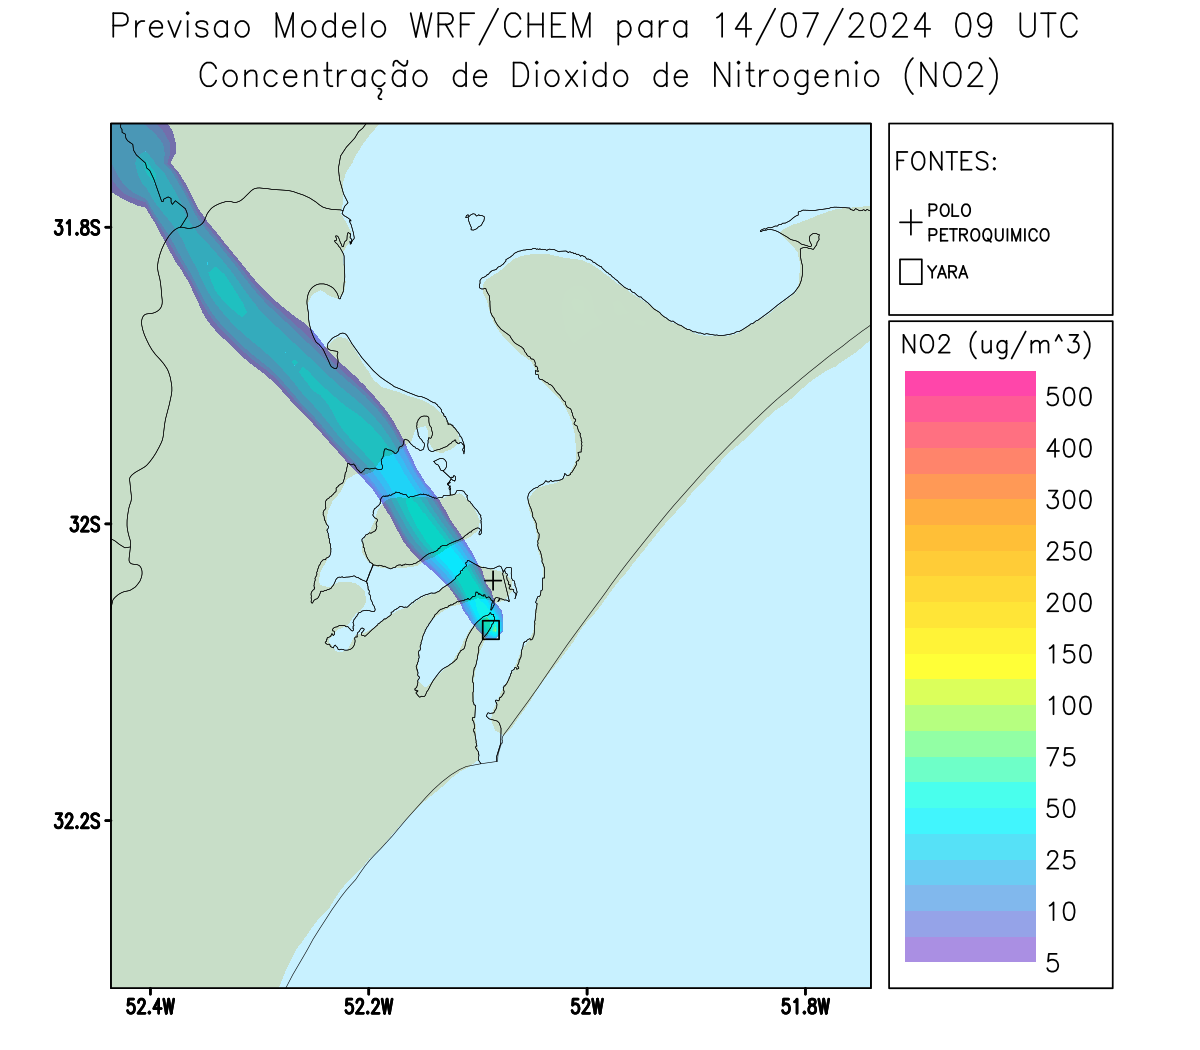 Previsao Modelo WRF/CHEM para 14/07/2024 09 UTC
Concentração de Dioxido de Nitrogenio (NO2)
FONTES:
POLO
PETROQUIMICO
YARA
NO2 (ug/m^3)
500
400
300
250
200
150
100
75
50
25
10
5
31.8S
32S
32.2S
52.4W
52.2W
52W
51.8W